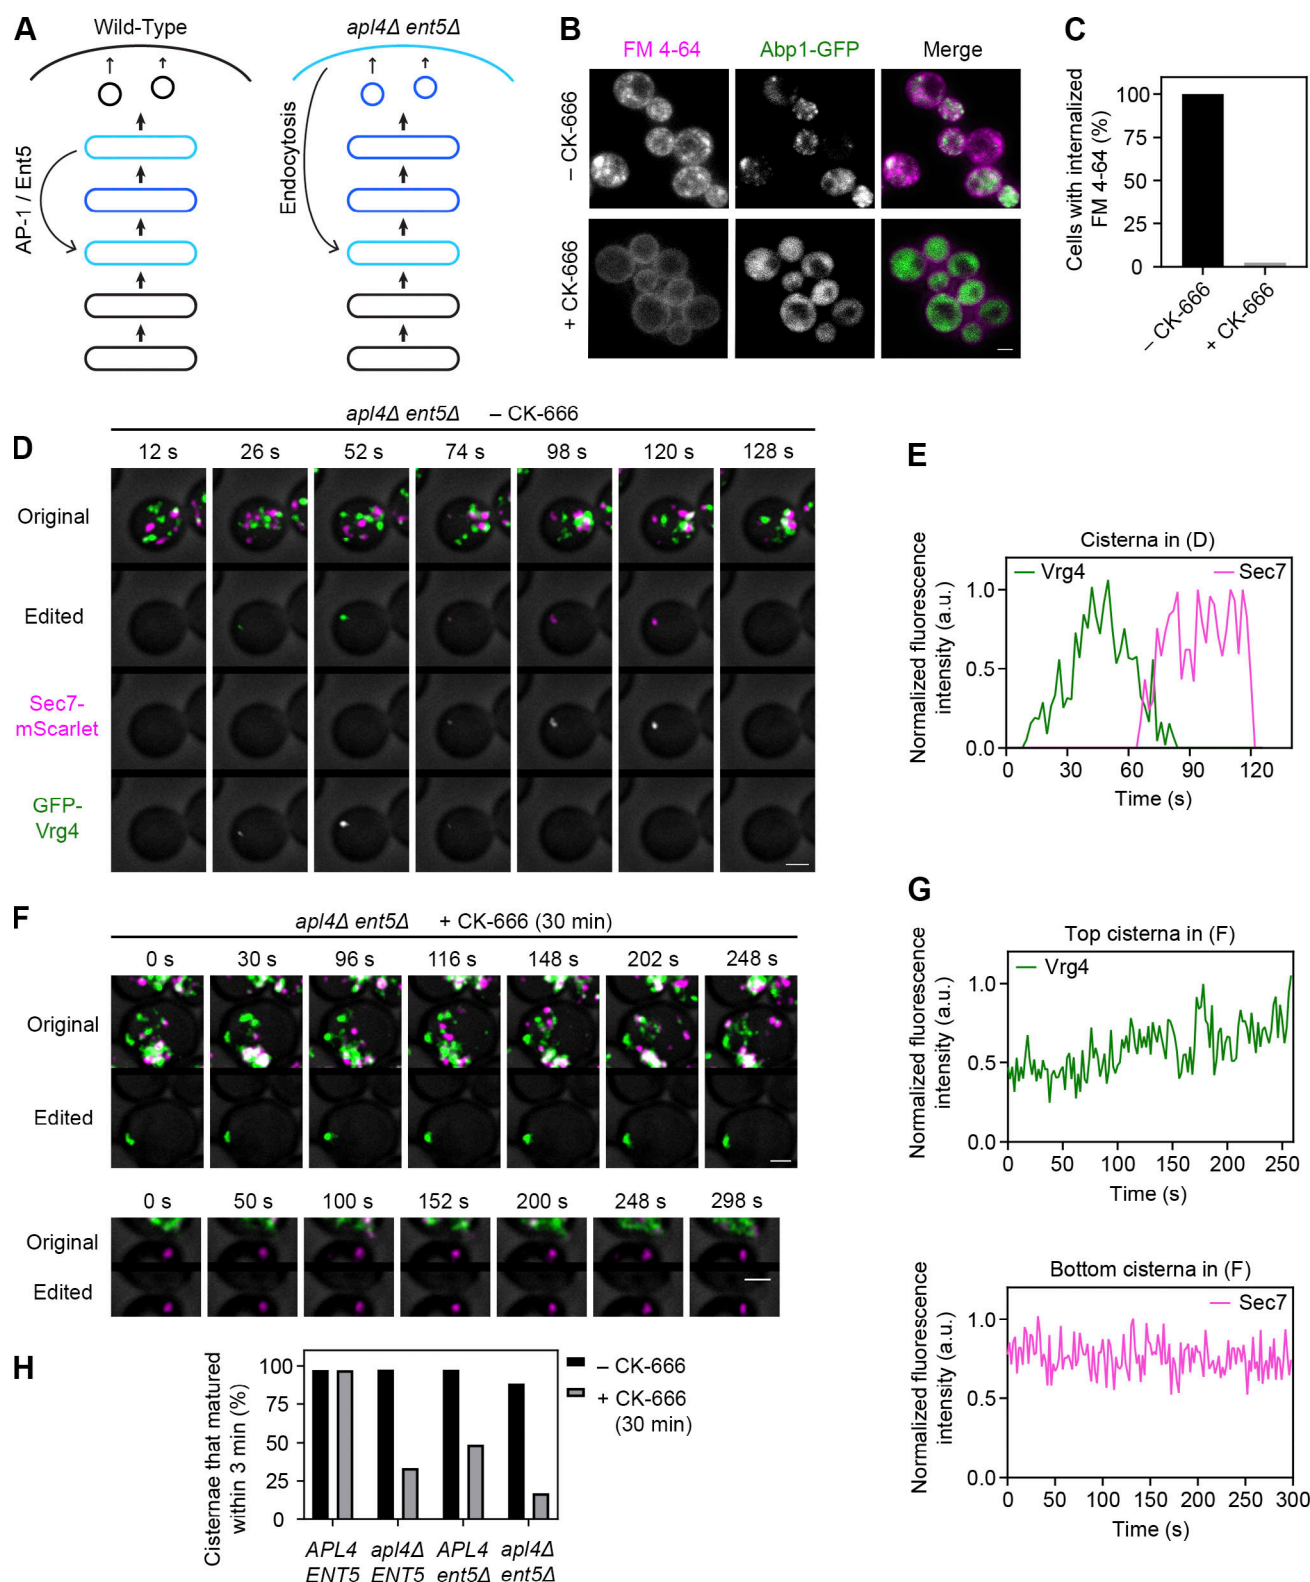 A
Wild-Type
apl4Δ ent5Δ
AP-1 / Ent5
Endocytosis
B
FM 4-64
Abp1-GFP
Merge
– CK-666
+ CK-666
C
Cells with internalized
FM 4-64 (%)
100
75
50
25
0
– CK-666
+ CK-666
apl4Δ ent5Δ – CK-666
D
12 s 26 s 52 s 74 s 98 s 120 s 128 s
Original
Edited
Sec7-
mScarlet
GFP-
Vrg4
E
Cisterna in (D)
Vrg4
Sec7
Normalized fluorescence
intensity (a.u.)
1.0
0.5
0.0
0 30 60 90 120
Time (s)
F
apl4Δ ent5Δ + CK-666 (30 min)
0 s 30 s 96 s 116 s 148 s 202 s 248 s
Original
Edited
0 s 50 s 100 s 152 s 200 s 248 s 298 s
Original
Edited
G
Top cisterna in (F)
Vrg4
Normalized fluorescence
intensity (a.u.)
1.0
0.5
0.0
0 50 100 150 200 250
Time (s)
Bottom cisterna in (F)
Sec7
Normalized fluorescence
intensity (a.u.)
1.0
0.5
0.0
0 50 100 150 200 250 300
Time (s)
H
Cisternae that matured
within 3 min (%)
100
75
50
25
0
– CK-666
+ CK-666
(30 min)
APL4 apl4Δ APL4 apl4Δ
ENT5 ENT5 ent5Δ ent5Δ